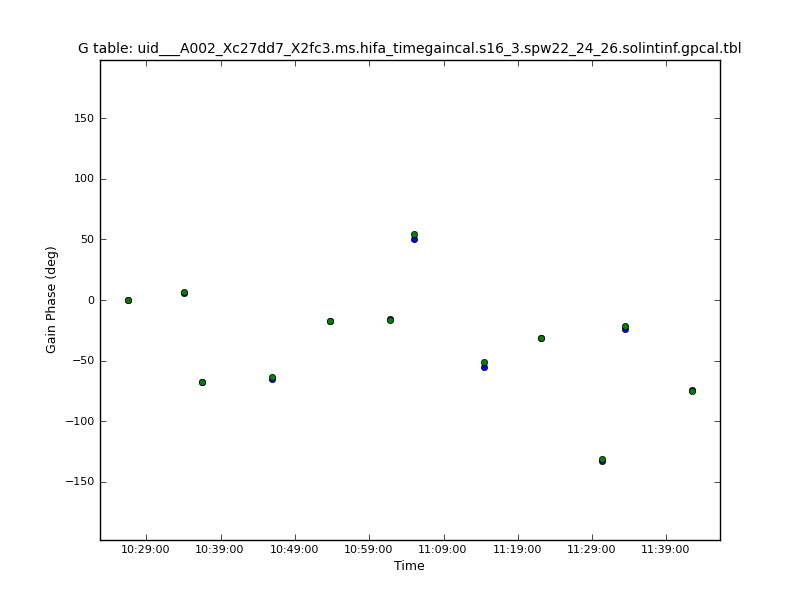 G table: uid___A002_Xc27dd7_X2fc3.ms.hifa_timegaincal.s16_3.spw22_24_26.solintinf.gpcal.tbl
150
100
50
0
−50
−100
−150
Gain Phase (deg)
10:29:00 10:39:00 10:49:00 10:59:00 11:09:00 11:19:00 11:29:00 11:39:00
Time